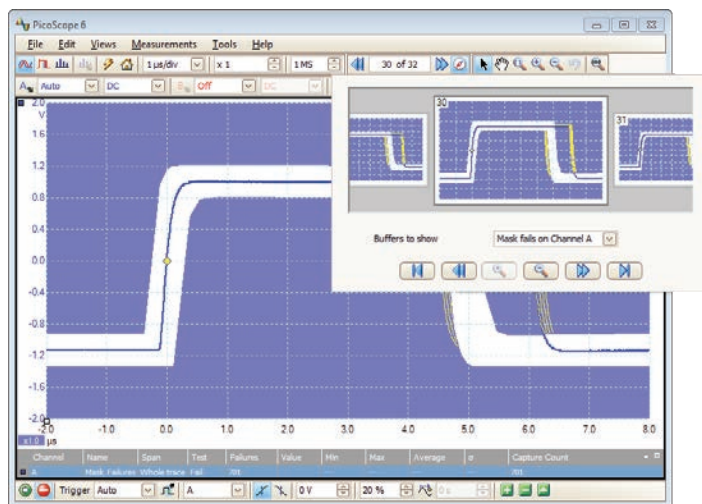 PicoScope 6
File Edit Views Measurements Tools Help
1 µs/div x 1 1 MS 30 of 32
A Auto DC B Off DC
2.0
V
1.6
1.2
0.8
0.4
0.0
-0.4
-0.8
-1.2
-1.6
-2.0
-2.0 -1.0 0.0 1.0 2.0 3.0 4.0 5.0 6.0 7.0 8.0
x1.0 µs
30
31
Buffers to show Mask fails on Channel A
Channel Name Span Test Failures Value Min Max Average σ Capture Count
A Mask Failures Whole trace Fail 701 701
Trigger Auto A 0 V 20 % 0 s